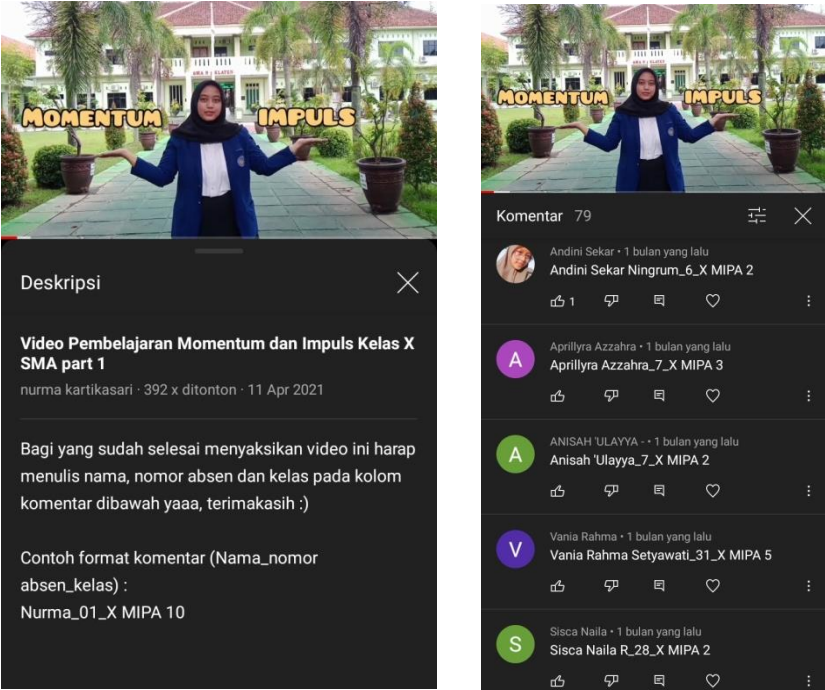 MOMENTUM
IMPULS
Deskripsi
Video Pembelajaran Momentum dan Impuls Kelas X
SMA part 1
nurma kartikasari · 392 x ditonton · 11 Apr 2021
Bagi yang sudah selesai menyaksikan video ini harap
menulis nama, nomor absen dan kelas pada kolom
komentar dibawah yaaa, terimakasih :)
Contoh format komentar (Nama_nomor
absen_kelas) :
Nurma_01_X MIPA 10
MOMENTUM
IMPULS
Komentar 79
Andini Sekar • 1 bulan yang lalu
Andini Sekar Ningrum_6_X MIPA 2
1
A
Aprillyra Azzahra • 1 bulan yang lalu
Aprillyra Azzahra_7_X MIPA 3
A
ANISAH 'ULAYYA - • 1 bulan yang lalu
Anisah 'Ulayya_7_X MIPA 2
V
Vania Rahma • 1 bulan yang lalu
Vania Rahma Setyawati_31_X MIPA 5
S
Sisca Naila • 1 bulan yang lalu
Sisca Naila R_28_X MIPA 2